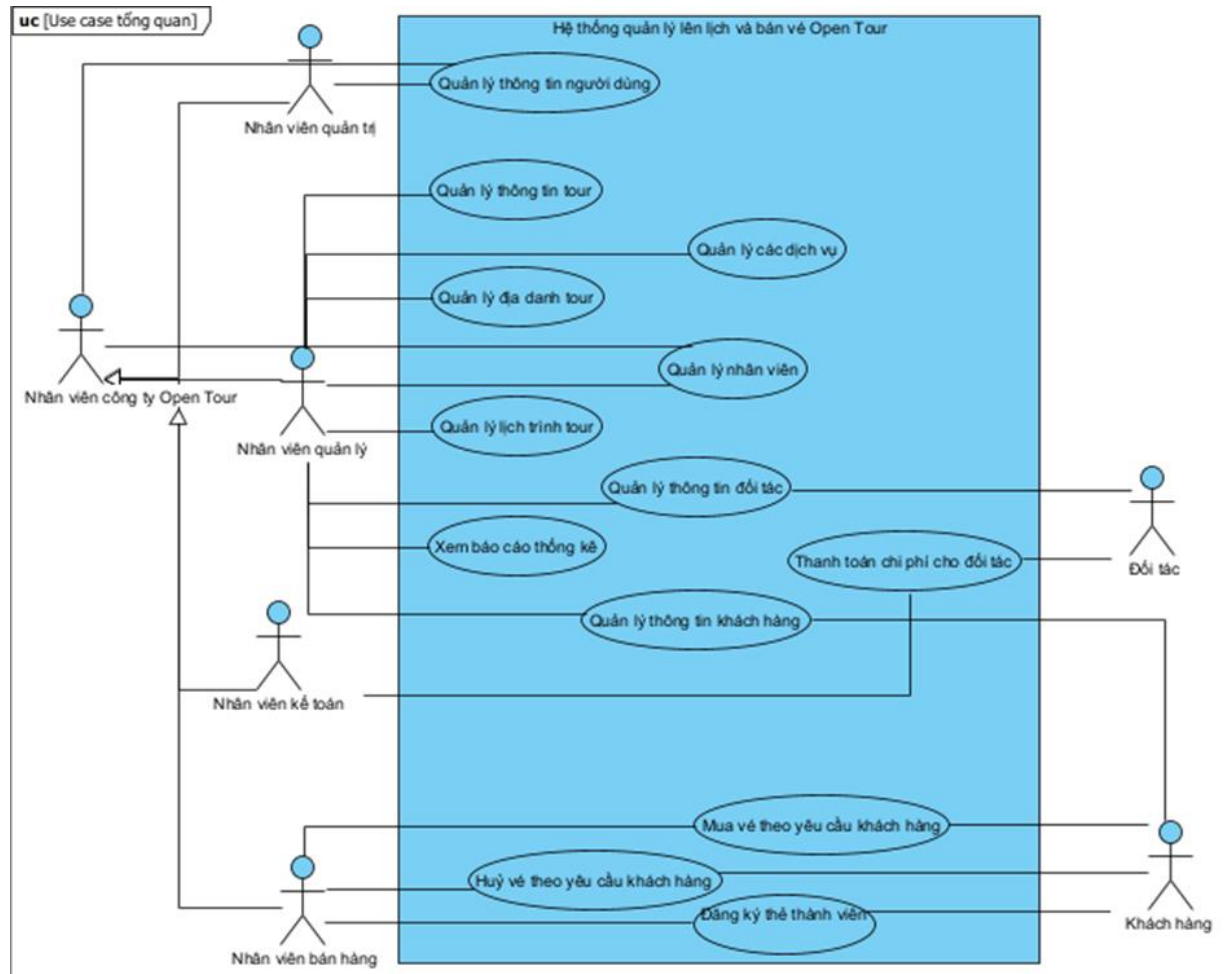 uc [Use case tổng quan]
Hệ thống quản lý lên lịch và bán vé Open Tour
Quản lý thông tin người dùng
Nhân viên quản trị
Quản lý thông tin tour
Quản lý các dịch vụ
Quản lý địa danh tour
Quản lý nhân viên
Nhân viên công ty Open Tour
Quản lý lịch trình tour
Nhân viên quản lý
Quản lý thông tin đối tác
Xem báo cáo thống kê
Thanh toán chi phí cho đối tác
Đối tác
Quản lý thông tin khách hàng
Nhân viên kế toán
Mua vé theo yêu cầu khách hàng
Huỷ vé theo yêu cầu khách hàng
Đăng ký thẻ thành viên
Khách hàng
Nhân viên bán hàng